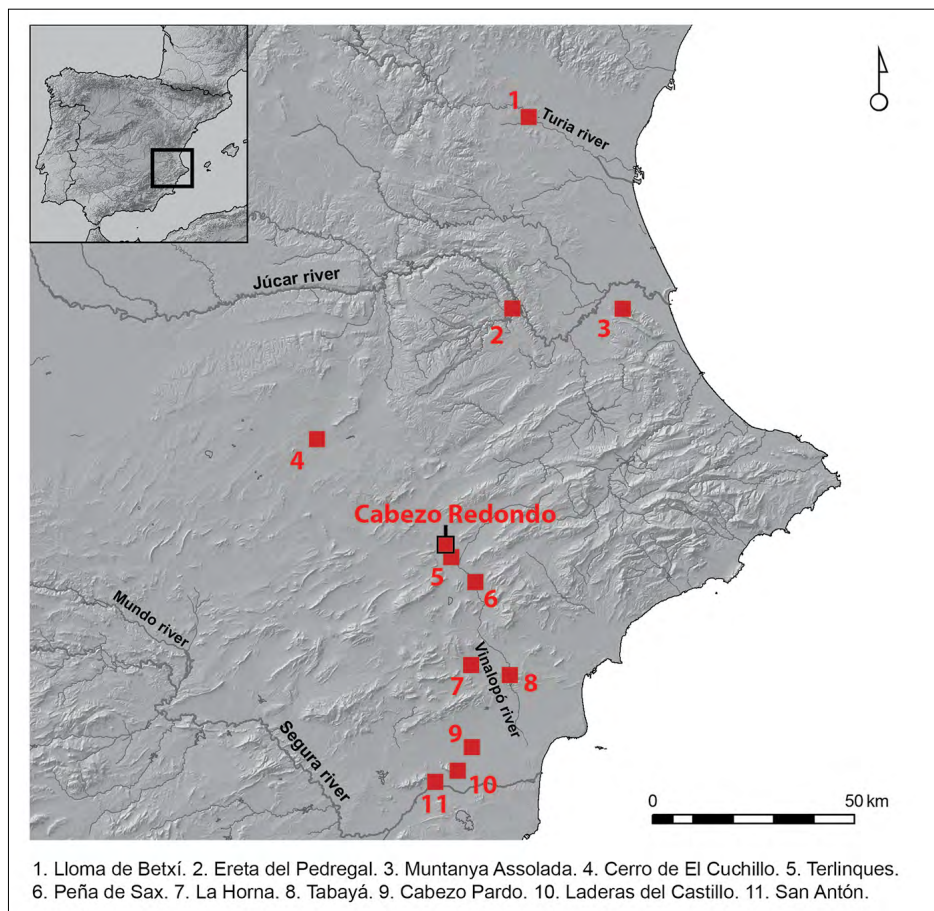 1
Turia river
Júcar river
2
3
4
Cabezo Redondo
5
6
Mundo river
7
Vinalopó river
8
Segura river
9
10
11
0 50 km
1. Lloma de Betxí. 2. Ereta del Pedregal. 3. Muntanya Assolada. 4. Cerro de El Cuchillo. 5. Terlinques.
6. Peña de Sax. 7. La Horna. 8. Tabayá. 9. Cabezo Pardo. 10. Laderas del Castillo. 11. San Antón.